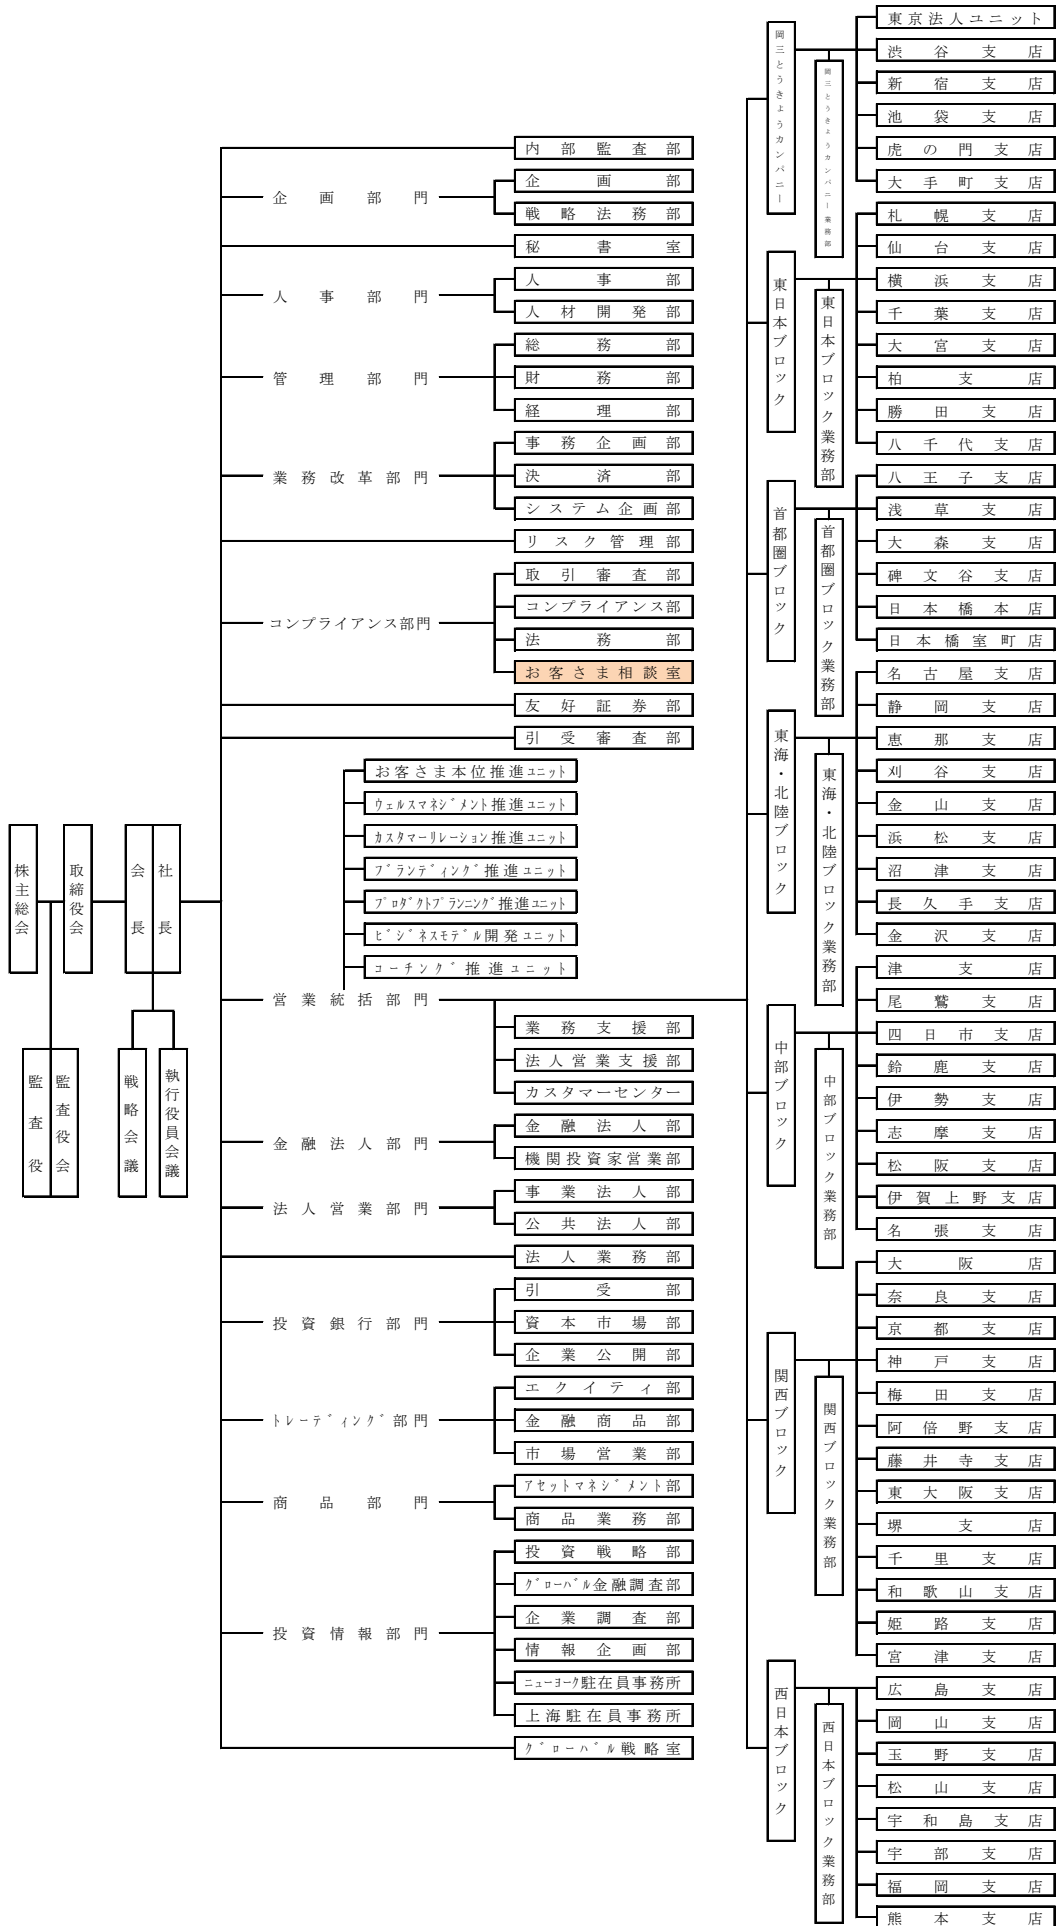 株主総会
監査役
監査役会
取締役会
会長
社長
戦略会議
執行役員会議
内部監査部
企画部門
企画部
戦略法務部
秘書室
人事部門
人事部
人材開発部
管理部門
総務部
財務部
経理部
業務改革部門
事務企画部
決済部
システム企画部
リスク管理部
コンプライアンス部門
取引審査部
コンプライアンス部
法務部
お客さま相談室
友好証券部
引受審査部
お客さま本位推進ユニット
ウェルスマネジメント推進ユニット
カスタマーリレーション推進ユニット
ブランディング推進ユニット
プロダクトプランニング推進ユニット
ビジネスモデル開発ユニット
コーチング推進ユニット
営業統括部門
業務支援部
法人営業支援部
カスタマーセンター
金融法人部門
金融法人部
機関投資家営業部
法人営業部門
事業法人部
公共法人部
法人業務部
投資銀行部門
引受部
資本市場部
企業公開部
トレーディング部門
エクイティ部
金融商品部
市場営業部
商品部門
アセットマネジメント部
商品業務部
投資情報部門
投資戦略部
グローバル金融調査部
企業調査部
情報企画部
ニューヨーク駐在員事務所
上海駐在員事務所
グローバル戦略室
岡三とうきょうカンパニー
岡三とうきょうカンパニー業務部
東京法人ユニット
渋谷支店
新宿支店
池袋支店
虎の門支店
大手町支店
東日本ブロック
東日本ブロック業務部
札幌支店
仙台支店
横浜支店
千葉支店
大宮支店
柏支店
勝田支店
八千代支店
首都圏ブロック
首都圏ブロック業務部
八王子支店
浅草支店
大森支店
碑文谷支店
日本橋本店
日本橋室町店
東海・北陸ブロック
東海・北陸ブロック業務部
名古屋支店
静岡支店
恵那支店
刈谷支店
金山支店
浜松支店
沼津支店
長久手支店
金沢支店
中部ブロック
中部ブロック業務部
津支店
尾鷲支店
四日市支店
鈴鹿支店
伊勢支店
志摩支店
松阪支店
伊賀上野支店
名張支店
関西ブロック
関西ブロック業務部
大阪店
奈良支店
京都支店
神戸支店
梅田支店
阿倍野支店
藤井寺支店
東大阪支店
堺支店
千里支店
和歌山支店
姫路支店
宮津支店
西日本ブロック
西日本ブロック業務部
広島支店
岡山支店
玉野支店
松山支店
宇和島支店
宇部支店
福岡支店
熊本支店